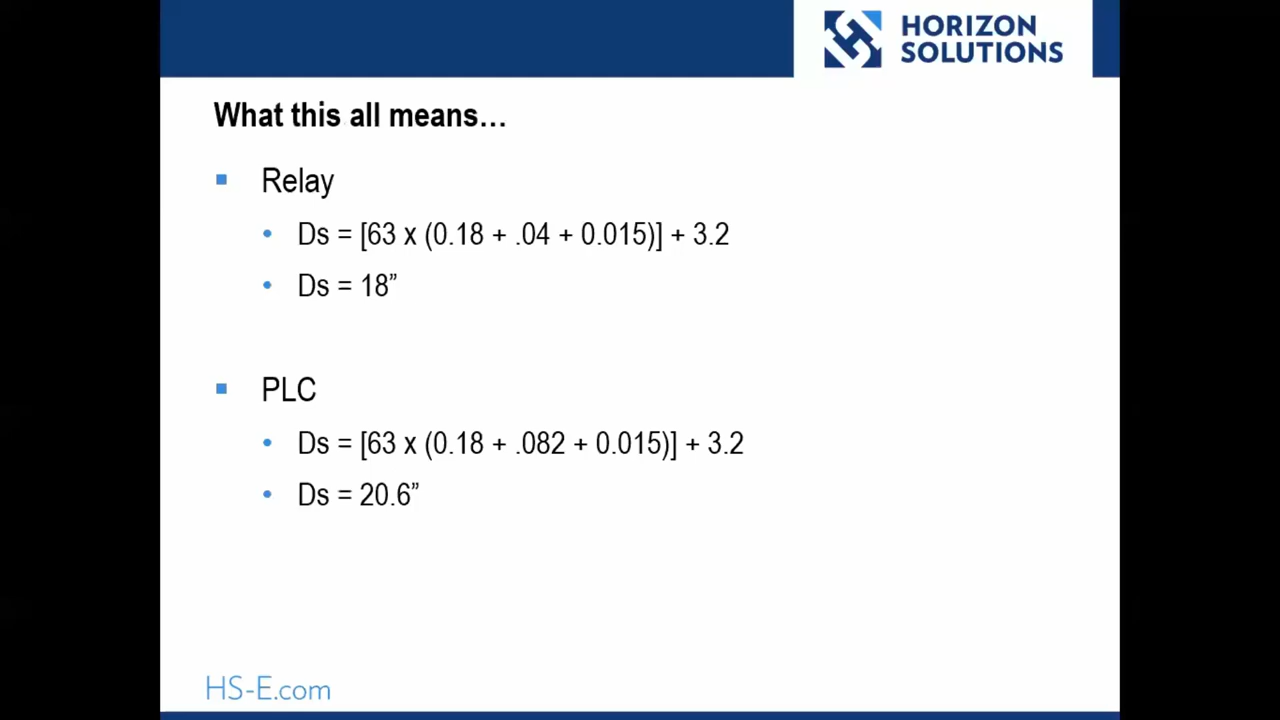 HORIZON
SOLUTIONS
What this all means…
Relay
Ds = [63 x (0.18 + .04 + 0.015)] + 3.2
Ds = 18”
PLC
Ds = [63 x (0.18 + .082 + 0.015)] + 3.2
Ds = 20.6”
HS-E.com